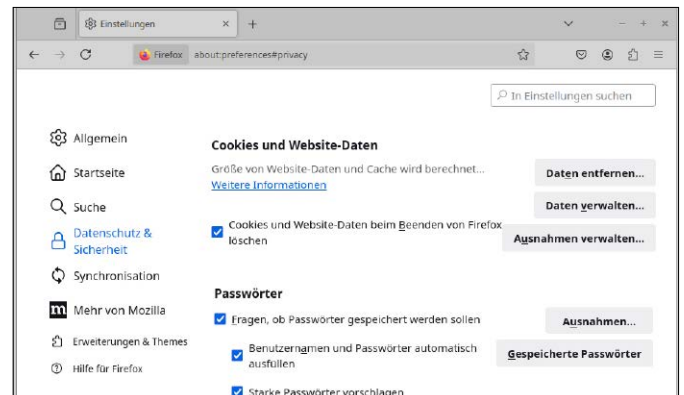 Einstellungen
Firefox about:preferences#privacy
In Einstellungen suchen
Allgemein
Startseite
Suche
Datenschutz &
Sicherheit
Synchronisation
m Mehr von Mozilla
Erweiterungen & Themes
Hilfe für Firefox
Cookies und Website-Daten
Größe von Website-Daten und Cache wird berechnet...
Weitere Informationen
Daten entfernen...
Daten verwalten...
Cookies und Website-Daten beim Beenden von Firefox
löschen
Ausnahmen verwalten...
Passwörter
Fragen, ob Passwörter gespeichert werden sollen
Ausnahmen...
Benutzernamen und Passwörter automatisch
ausfüllen
Gespeicherte Passwörter
Starke Passwörter vorschlagen